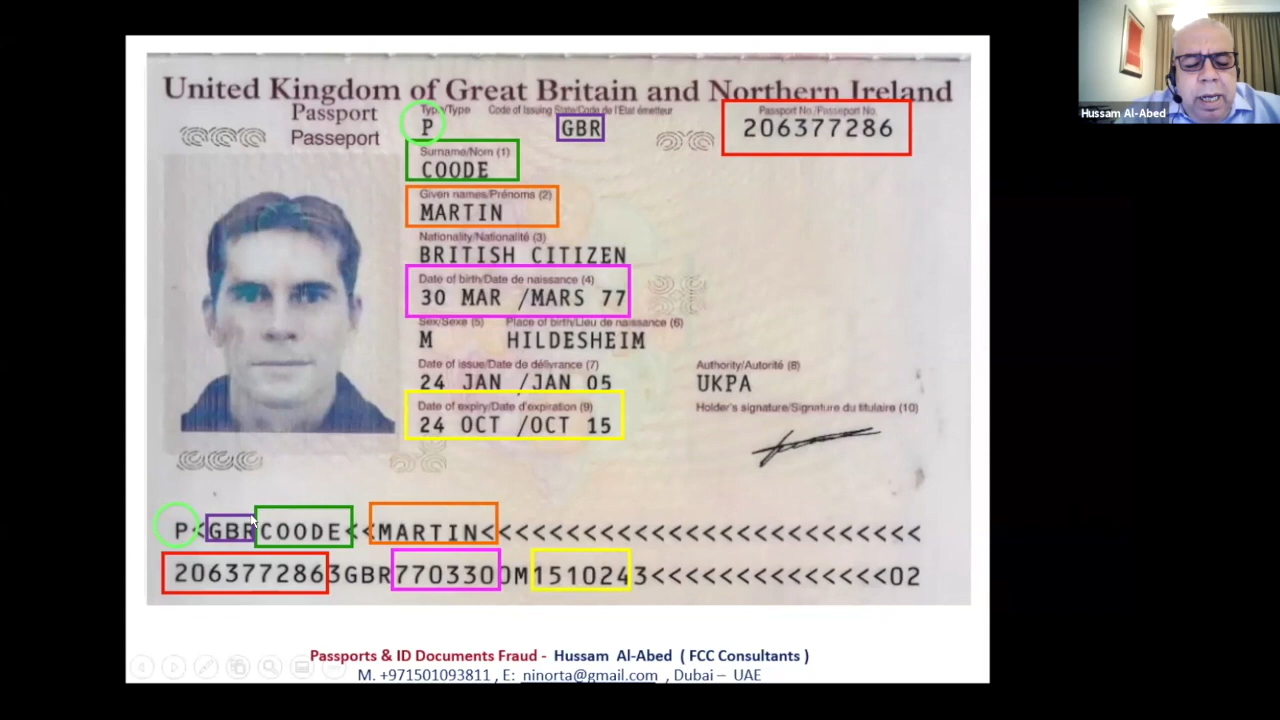 United Kingdom of Great Britain and Northern Ireland
Passport
Passeport
Type/Type
Code of Issuing State/Code de l'Etat émetteur
Passport No./Passeport No.
P
GBR
206377286
Surname/Nom (1)
COODE
Given names/Prénoms (2)
MARTIN
Nationality/Nationalité (3)
BRITISH CITIZEN
Date of birth/Date de naissance (4)
30 MAR /MARS 77
Sex/Sexe (5) Place of birth/Lieu de naissance (6)
M HILDESHEIM
Date of issue/Date de délivrance (7) Authority/Autorité (8)
24 JAN /JAN 05 UKPA
Date of expiry/Date d'expiration (9) Holder's signature/Signature du titulaire (10)
24 OCT /OCT 15
P<GBRCOODE<<MARTIN<<<<<<<<<<<<<<<<<<<<<<<<<<
2063772863GBR7703300M1510243<<<<<<<<<<<<<<02
Passports & ID Documents Fraud - Hussam Al-Abed ( FCC Consultants )
M. +971501093811 , E: ninorta@gmail.com , Dubai – UAE
Hussam Al-Abed